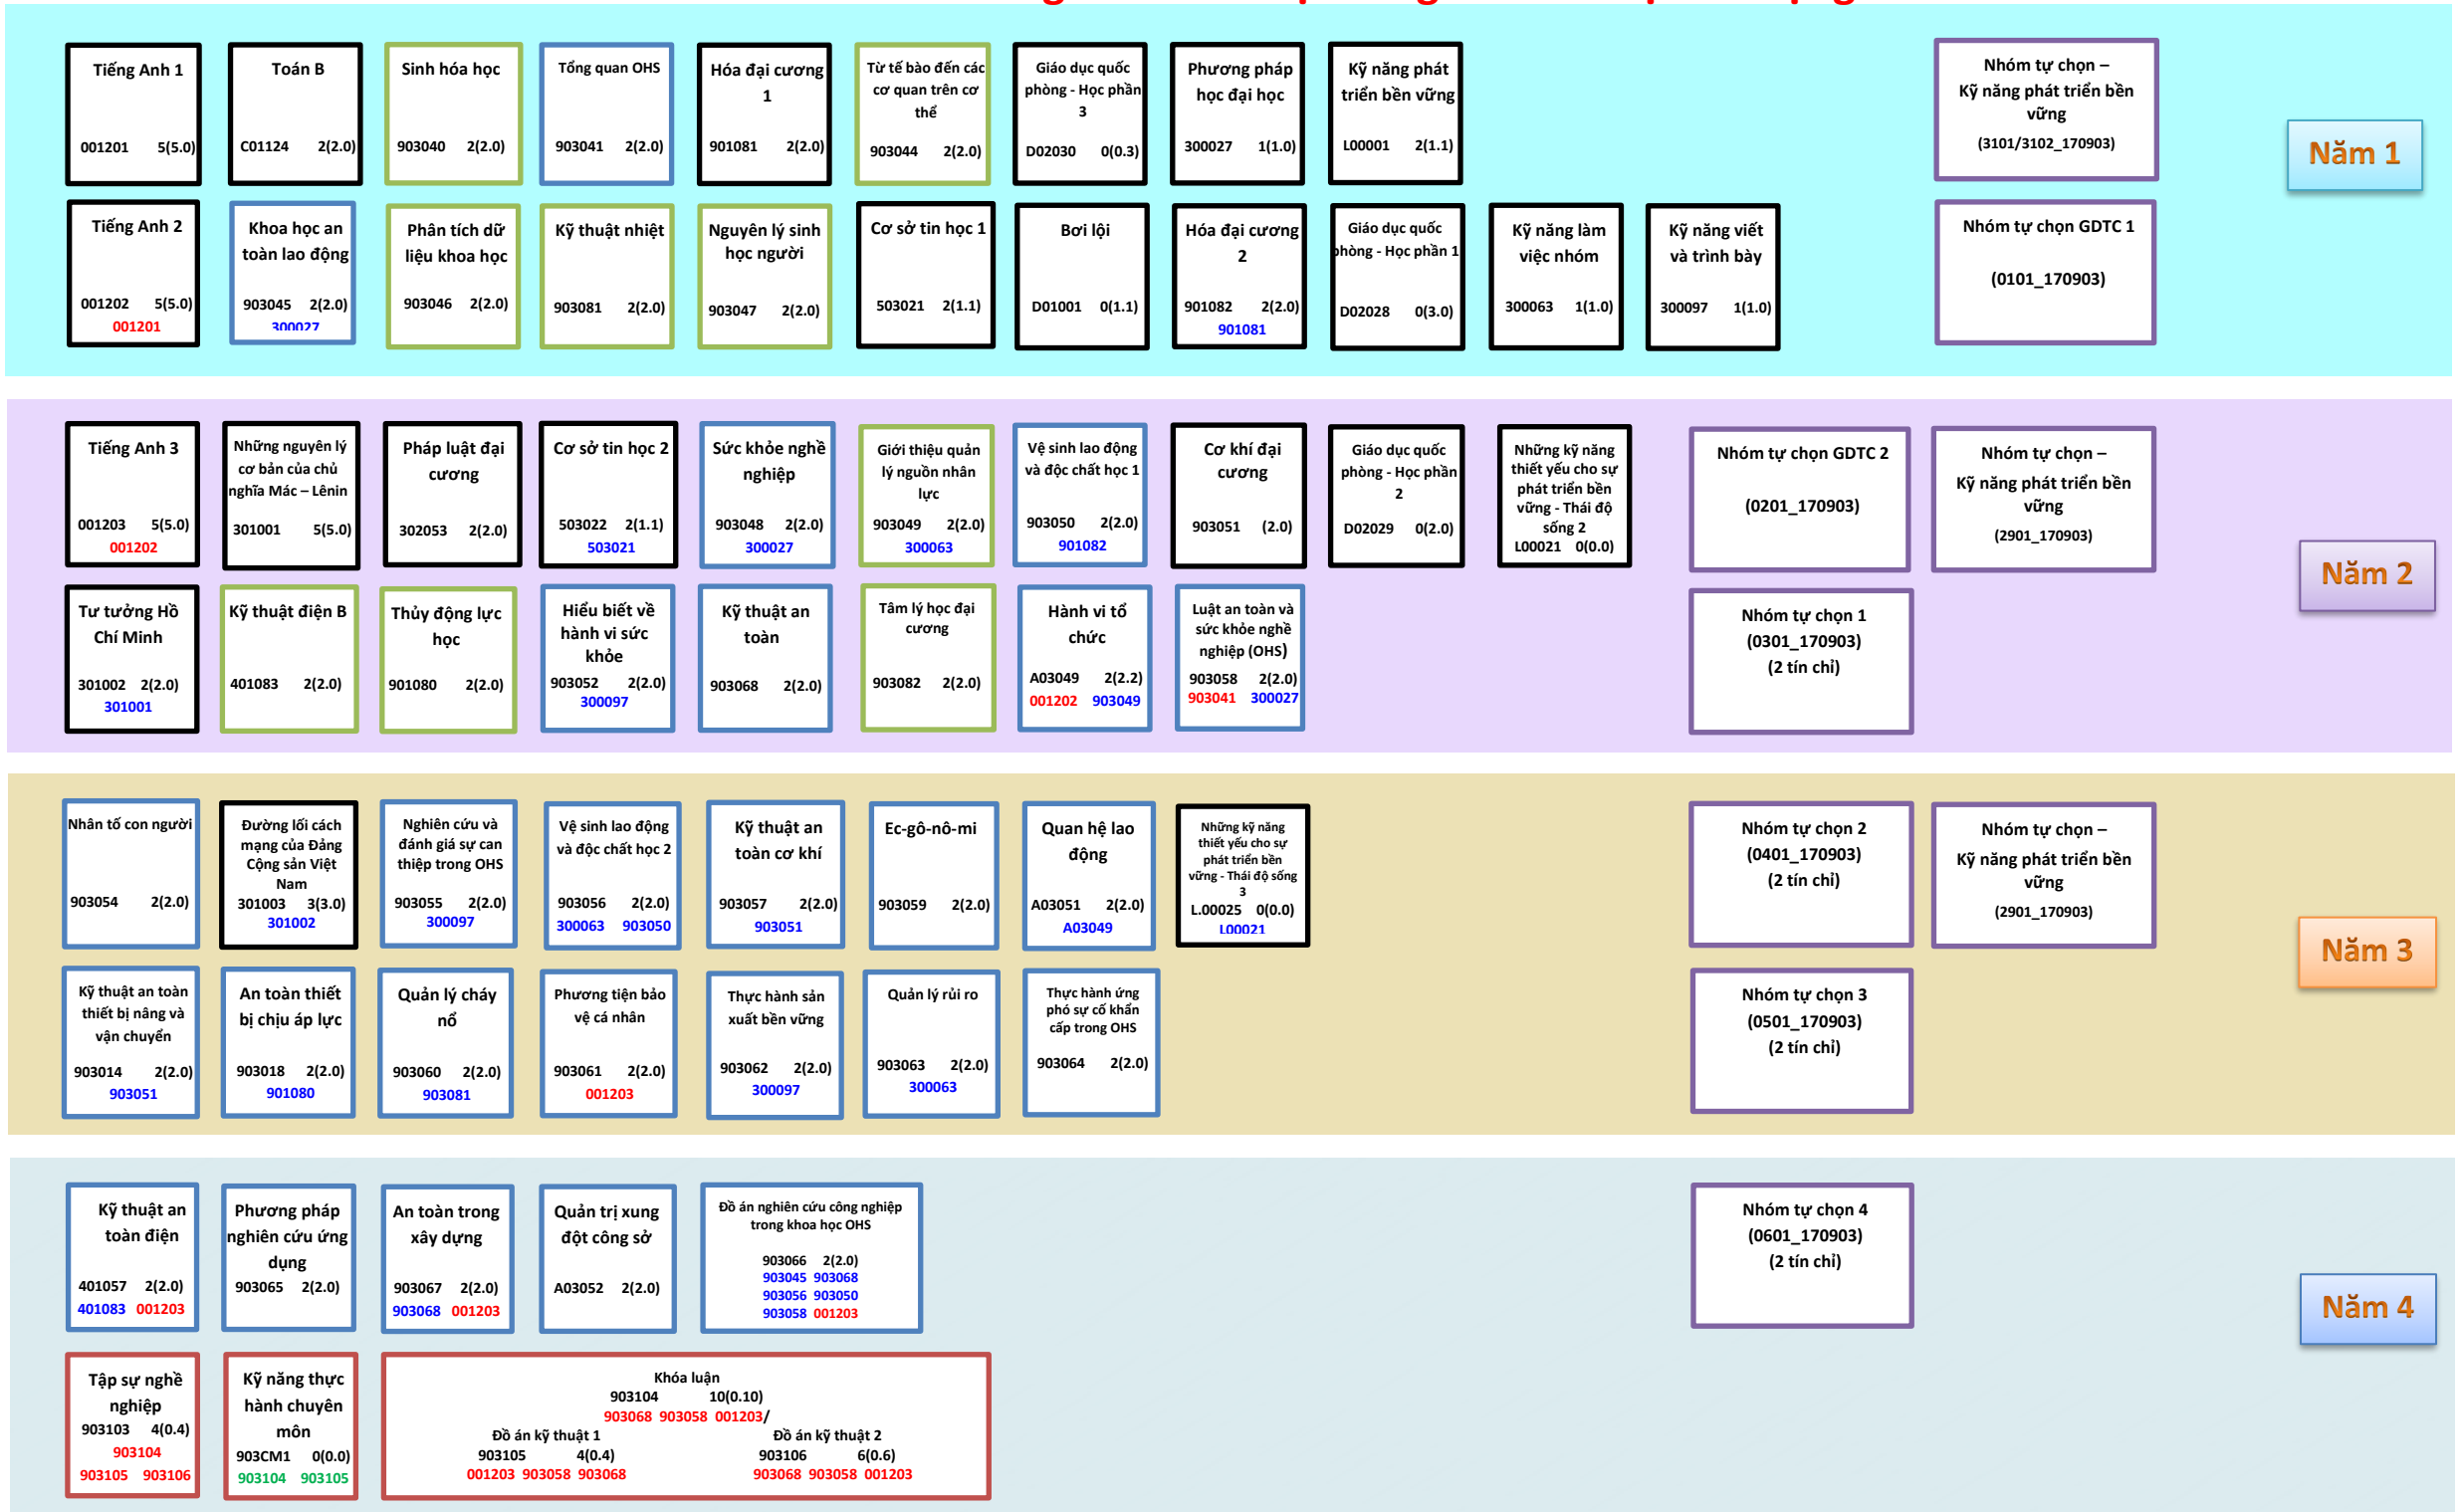 Tiếng Anh 1
001201 5(5.0)
Toán B
C01124 2(2.0)
Sinh hóa học
903040 2(2.0)
Tổng quan OHS
903041 2(2.0)
Hóa đại cương
1
901081 2(2.0)
Từ tế bào đến các
cơ quan trên cơ
thể
903044 2(2.0)
Giáo dục quốc
phòng - Học phần
3
D02030 0(0.3)
Phương pháp
học đại học
300027 1(1.0)
Kỹ năng phát
triển bền vững
L00001 2(1.1)
Nhóm tự chọn –
Kỹ năng phát triển bền
vững
(3101/3102_170903)
Năm 1
Tiếng Anh 2
001202 5(5.0)
001201
Khoa học an
toàn lao động
903045 2(2.0)
300027
Phân tích dữ
liệu khoa học
903046 2(2.0)
Kỹ thuật nhiệt
903081 2(2.0)
Nguyên lý sinh
học người
903047 2(2.0)
Cơ sở tin học 1
503021 2(1.1)
Bơi lội
D01001 0(1.1)
Hóa đại cương
2
901082 2(2.0)
901081
Giáo dục quốc
phòng - Học phần 1
D02028 0(3.0)
Kỹ năng làm
việc nhóm
300063 1(1.0)
Kỹ năng viết
và trình bày
300097 1(1.0)
Nhóm tự chọn GDTC 1
(0101_170903)
Tiếng Anh 3
001203 5(5.0)
001202
Những nguyên lý
cơ bản của chủ
nghĩa Mác – Lênin
301001 5(5.0)
Pháp luật đại
cương
302053 2(2.0)
Cơ sở tin học 2
503022 2(1.1)
503021
Sức khỏe nghề
nghiệp
903048 2(2.0)
300027
Giới thiệu quản
lý nguồn nhân
lực
903049 2(2.0)
300063
Vệ sinh lao động
và độc chất học 1
903050 2(2.0)
901082
Cơ khí đại
cương
903051 (2.0)
Giáo dục quốc
phòng - Học phần
2
D02029 0(2.0)
Những kỹ năng
thiết yếu cho sự
phát triển bền
vững - Thái độ
sống 2
L00021 0(0.0)
Nhóm tự chọn GDTC 2
(0201_170903)
Nhóm tự chọn –
Kỹ năng phát triển bền
vững
(2901_170903)
Năm 2
Tư tưởng Hồ
Chí Minh
301002 2(2.0)
301001
Kỹ thuật điện B
401083 2(2.0)
Thủy động lực
học
901080 2(2.0)
Hiểu biết về
hành vi sức
khỏe
903052 2(2.0)
300097
Kỹ thuật an
toàn
903068 2(2.0)
Tâm lý học đại
cương
903082 2(2.0)
Hành vi tổ
chức
A03049 2(2.2)
001202 903049
Luật an toàn và
sức khỏe nghề
nghiệp (OHS)
903058 2(2.0)
903041 300027
Nhóm tự chọn 1
(0301_170903)
(2 tín chỉ)
Nhân tố con người
903054 2(2.0)
Đường lối cách
mạng của Đảng
Cộng sản Việt
Nam
301003 3(3.0)
301002
Nghiên cứu và
đánh giá sự can
thiệp trong OHS
903055 2(2.0)
300097
Vệ sinh lao động
và độc chất học 2
903056 2(2.0)
300063 903050
Kỹ thuật an
toàn cơ khí
903057 2(2.0)
903051
Ec-gô-nô-mi
903059 2(2.0)
Quan hệ lao
động
A03051 2(2.0)
A03049
Những kỹ năng
thiết yếu cho sự
phát triển bền
vững - Thái độ sống
3
L.00025 0(0.0)
L00021
Nhóm tự chọn 2
(0401_170903)
(2 tín chỉ)
Nhóm tự chọn –
Kỹ năng phát triển bền
vững
(2901_170903)
Năm 3
Kỹ thuật an toàn
thiết bị nâng và
vận chuyển
903014 2(2.0)
903051
An toàn thiết
bị chịu áp lực
903018 2(2.0)
901080
Quản lý cháy
nổ
903060 2(2.0)
903081
Phương tiện bảo
vệ cá nhân
903061 2(2.0)
001203
Thực hành sản
xuất bền vững
903062 2(2.0)
300097
Quản lý rủi ro
903063 2(2.0)
300063
Thực hành ứng
phó sự cố khẩn
cấp trong OHS
903064 2(2.0)
Nhóm tự chọn 3
(0501_170903)
(2 tín chỉ)
Kỹ thuật an
toàn điện
401057 2(2.0)
401083 001203
Phương pháp
nghiên cứu ứng
dụng
903065 2(2.0)
An toàn trong
xây dựng
903067 2(2.0)
903068 001203
Quản trị xung
đột công sở
A03052 2(2.0)
Đồ án nghiên cứu công nghiệp
trong khoa học OHS
903066 2(2.0)
903045 903068
903056 903050
903058 001203
Nhóm tự chọn 4
(0601_170903)
(2 tín chỉ)
Năm 4
Tập sự nghề
nghiệp
903103 4(0.4)
903104
903105 903106
Kỹ năng thực
hành chuyên
môn
903CM1 0(0.0)
903104 903105
Khóa luận
903104 10(0.10)
903068 903058 001203/
Đồ án kỹ thuật 1
903105 4(0.4)
001203 903058 903068
Đồ án kỹ thuật 2
903106 6(0.6)
903068 903058 001203